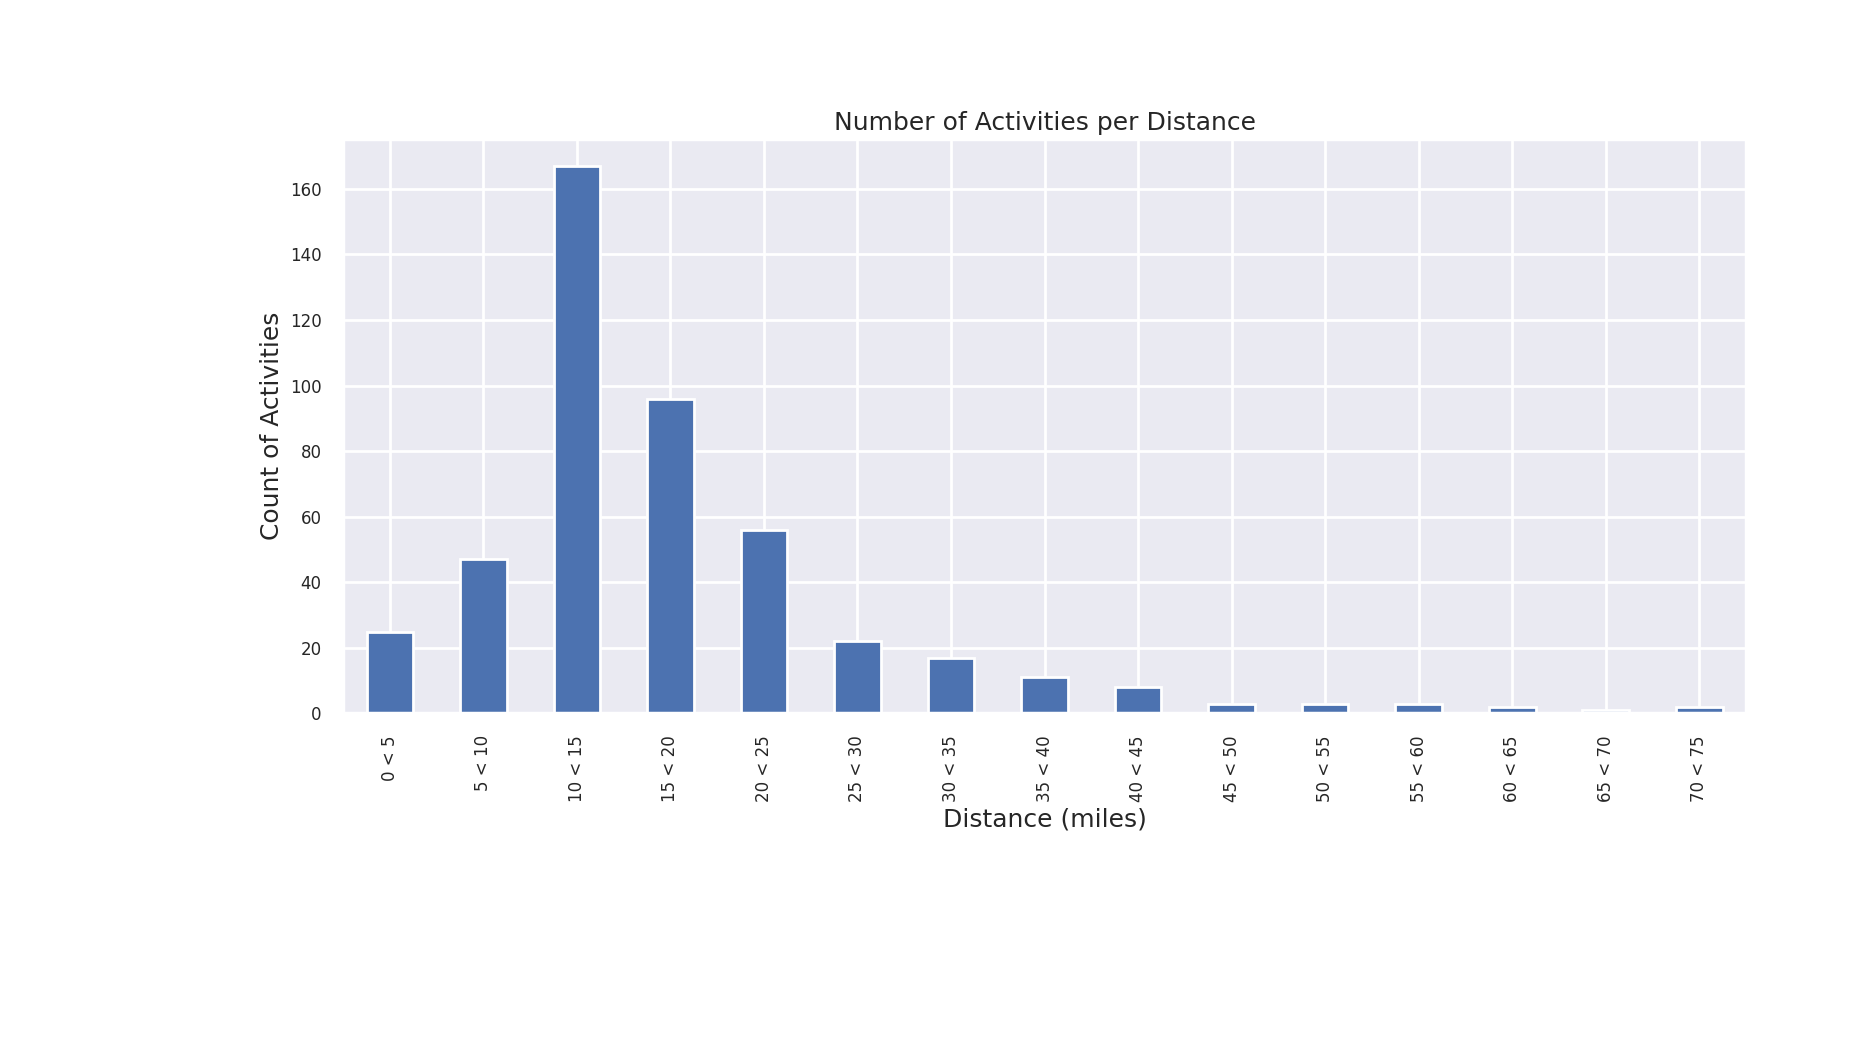 Number of Activities per Distance
160
140
120
100
80
60
40
20
0
Count of Activities
0 < 5
5 < 10
10 < 15
15 < 20
20 < 25
25 < 30
30 < 35
35 < 40
40 < 45
45 < 50
50 < 55
55 < 60
60 < 65
65 < 70
70 < 75
Distance (miles)